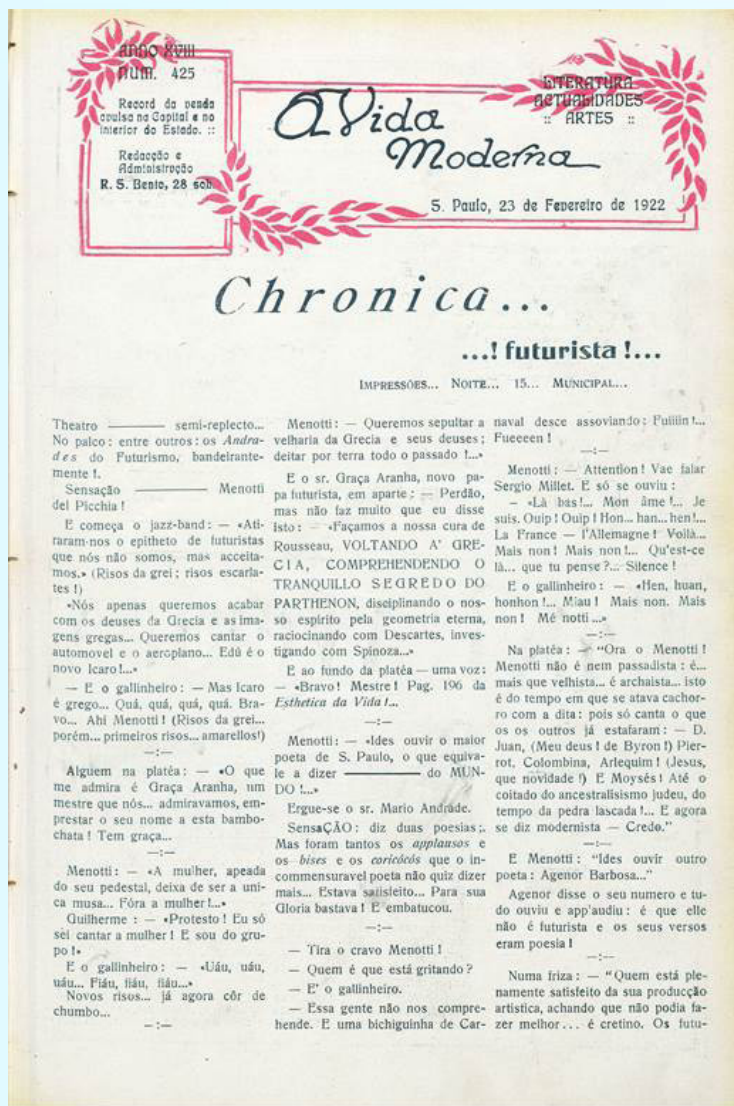 ANNO XVIII
NUM. 425
Record da venda
avulsa na Capital e no
interior do Estado. ::
Redacção e
Administração
R. S. Bento, 28 sob.
A Vida
Moderna
LITERATURA
ACTUALIDADES
:: ARTES ::
S. Paulo, 23 de Fevereiro de 1922
Chronica...
...! futurista !...
IMPRESSÕES... NOITE... 15... MUNICIPAL...
Theatro ——— semi-replecto...
No palco : entre outros : os Andra-
des do Futurismo, bandeirante-
mente !.
Sensação ——— Menotti
del Picchia !
E começa o jazz-band : — «Ati-
raram-nos o epitheto de futuristas
que nós não somos, mas acceita-
mos.» (Risos da grei ; risos escarla-
tes !)
«Nós apenas queremos acabar
com os deuses da Grecia e as ima-
gens gregas... Queremos cantar o
automovel e o aeroplano... Edú é o
novo Icaro !...»
— E o gallinheiro : — Mas Icaro
é grego... Quá, quá, quá, quá. Bra-
vo... Ahi Menotti ! (Risos da grei...
porém... primeiros risos... amarellos!)
—:—
Alguem na platéa : — «O que
me admira é Graça Aranha, um
mestre que nós... admiravamos, em-
prestar o seu nome a esta bambo-
chata ! Tem graça...
—:—
Menotti : — «A mulher, apeada
do seu pedestal, deixa de ser a uni-
ca musa... Fóra a mulher !...»
Guilherme : — «Protesto ! Eu só
sei cantar a mulher ! E sou do gru-
po !»
E o gallinheiro : — «Uáu, uáu,
uáu... Fiáu, fiáu, fiáu...»
Novos risos... já agora côr de
chumbo...
—:—
Menotti : — Queremos sepultar a
velharia da Grecia e seus deuses ;
deitar por terra todo o passado !...»
E o sr. Graça Aranha, novo pa-
pa futurista, em aparte : — Perdão,
mas não faz muito que eu disse
isto : — «Façamos a nossa cura de
Rousseau, VOLTANDO A' GRE-
CIA, COMPREHENDENDO O
TRANQUILLO SEGREDO DO
PARTHENON, disciplinando o nos-
so espirito pela geometria eterna,
raciocinando com Descartes, inves-
tigando com Spinoza...»
E ao fundo da platéa — uma voz :
— «Bravo ! Mestre ! Pag. 196 da
Esthetica da Vida !...
—:—
Menotti : — «Ides ouvir o maior
poeta de S. Paulo, o que equiva-
le a dizer ——— do MUN-
DO !...»
Ergue-se o sr. Mario Andrade.
SensaÇÃO : diz duas poesias ;.
Mas foram tantos os applausos e
os bises e os cocricócós que o in-
commensuravel poeta não quiz dizer
mais... Estava satisfeito... Para sua
Gloria bastava ! E embatucou.
—:—
— Tira o cravo Menotti !
— Quem é que está gritando ?
— E' o gallinheiro.
— Essa gente não nos compre-
hende. E uma bichiguinha de Car-
naval desce assoviando : Fuiiiin !...
Fueeeen !
—:—
Menotti : — Attention ! Vae falar
Sergio Millet. E só se ouviu :
— «Là bas !... Mon âme !... Je
suis. Ouip ! Ouip ! Hon... han... hen !...
La France — l'Allemagne ! Voilà...
Mais non ! Mais non !... Qu'est-ce
là... que tu pense ?... Silence !
E o gallinheiro : — «Hen, huan,
honhon !... Miau ! Mais non. Mais
non ! Mé notti ...»
—:—
Na platéa : — "Ora o Menotti !
Menotti não é nem passadista : é...
mais que velhista... é archaista... isto
é do tempo em que se atava cachor-
ro com a dita : pois só canta o que
os os outros já estafaram : — D.
Juan, (Meu deus ! de Byron !) Pier-
rot, Colombina, Arlequim ! (Jesus,
que novidade !) E Moysés ! Até o
coitado do ancestralisimo judeu, do
tempo da pedra lascada !... E agora
se diz modernista — Credo."
—:—
E Menotti : "Ides ouvir outro
poeta : Agenor Barbosa..."
Agenor disse o seu numero e tu-
do ouviu e app'audiu : é que elle
não é futurista e os seus versos
eram poesia !
—:—
Numa friza : — "Quem está ple-
namente satisfeito da sua producção
artistica, achando que não podia fa-
zer melhor... é cretino. Os futu-